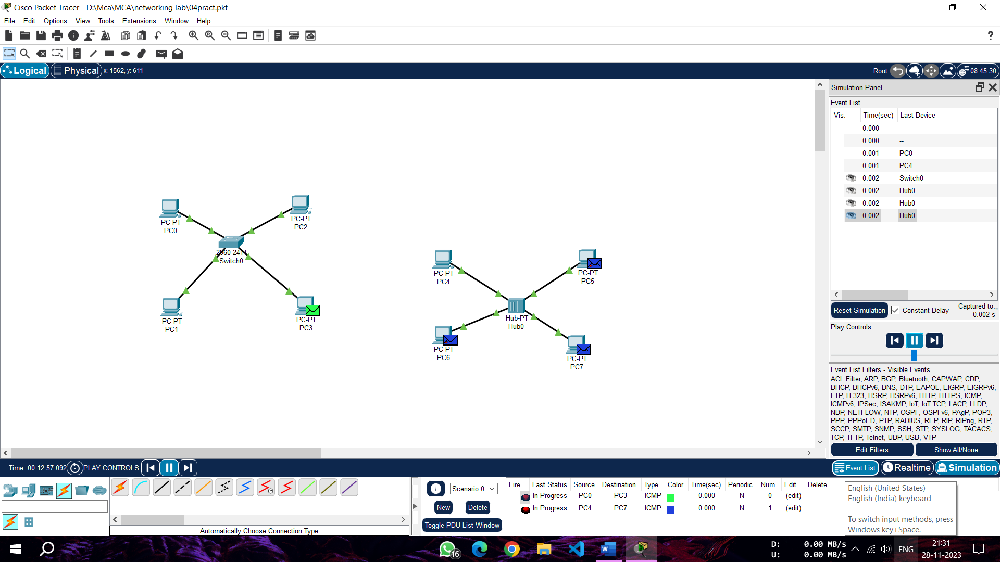 Cisco Packet Tracer - D:\Mca\MCA\networking lab\04pract.pkt
File Edit Options View Tools Extensions Window Help
Logical Physical x: 1562, y: 611 Root 08:45:30
Simulation Panel
Event List
Vis. Time(sec) Last Device
0.000 --
0.000 --
0.001 PC0
0.001 PC4
0.002 Switch0
0.002 Hub0
0.002 Hub0
0.002 Hub0
PC-PT
PC0
PC-PT
PC2
2960-24TT
Switch0
PC-PT
PC1
PC-PT
PC3
PC-PT
PC4
PC-PT
PC5
Hub-PT
Hub0
PC-PT
PC6
PC-PT
PC7
Reset Simulation Constant Delay Captured to:
0.002 s
Play Controls
Event List Filters - Visible Events
ACL Filter, ARP, BGP, Bluetooth, CAPWAP, CDP,
DHCP, DHCPv6, DNS, DTP, EAPOL, EIGRP, EIGRPv6,
FTP, H.323, HSRP, HSRPv6, HTTP, HTTPS, ICMP,
ICMPv6, IPSec, ISAKMP, IoT, IoT TCP, LACP, LLDP,
NDP, NETFLOW, NTP, OSPF, OSPFv6, PAgP, POP3,
PPP, PPPoED, PTP, RADIUS, REP, RIP, RIPng, RTP,
SCCP, SMTP, SNMP, SSH, STP, SYSLOG, TACACS,
TCP, TFTP, Telnet, UDP, USB, VTP
Edit Filters Show All/None
Time: 00:12:57.092 PLAY CONTROLS: Event List Realtime Simulation
Scenario 0
New Delete
Toggle PDU List Window
Automatically Choose Connection Type
Fire Last Status Source Destination Type Color Time(sec) Periodic Num Edit Delete
In Progress PC0 PC3 ICMP 0.000 N 0 (edit)
In Progress PC4 PC7 ICMP 0.000 N 1 (edit)
English (United States)
English (India) keyboard
To switch input methods, press
Windows key+Space.
16
D: 0.00 MB/s
U: 0.00 MB/s
ENG
21:31
28-11-2023